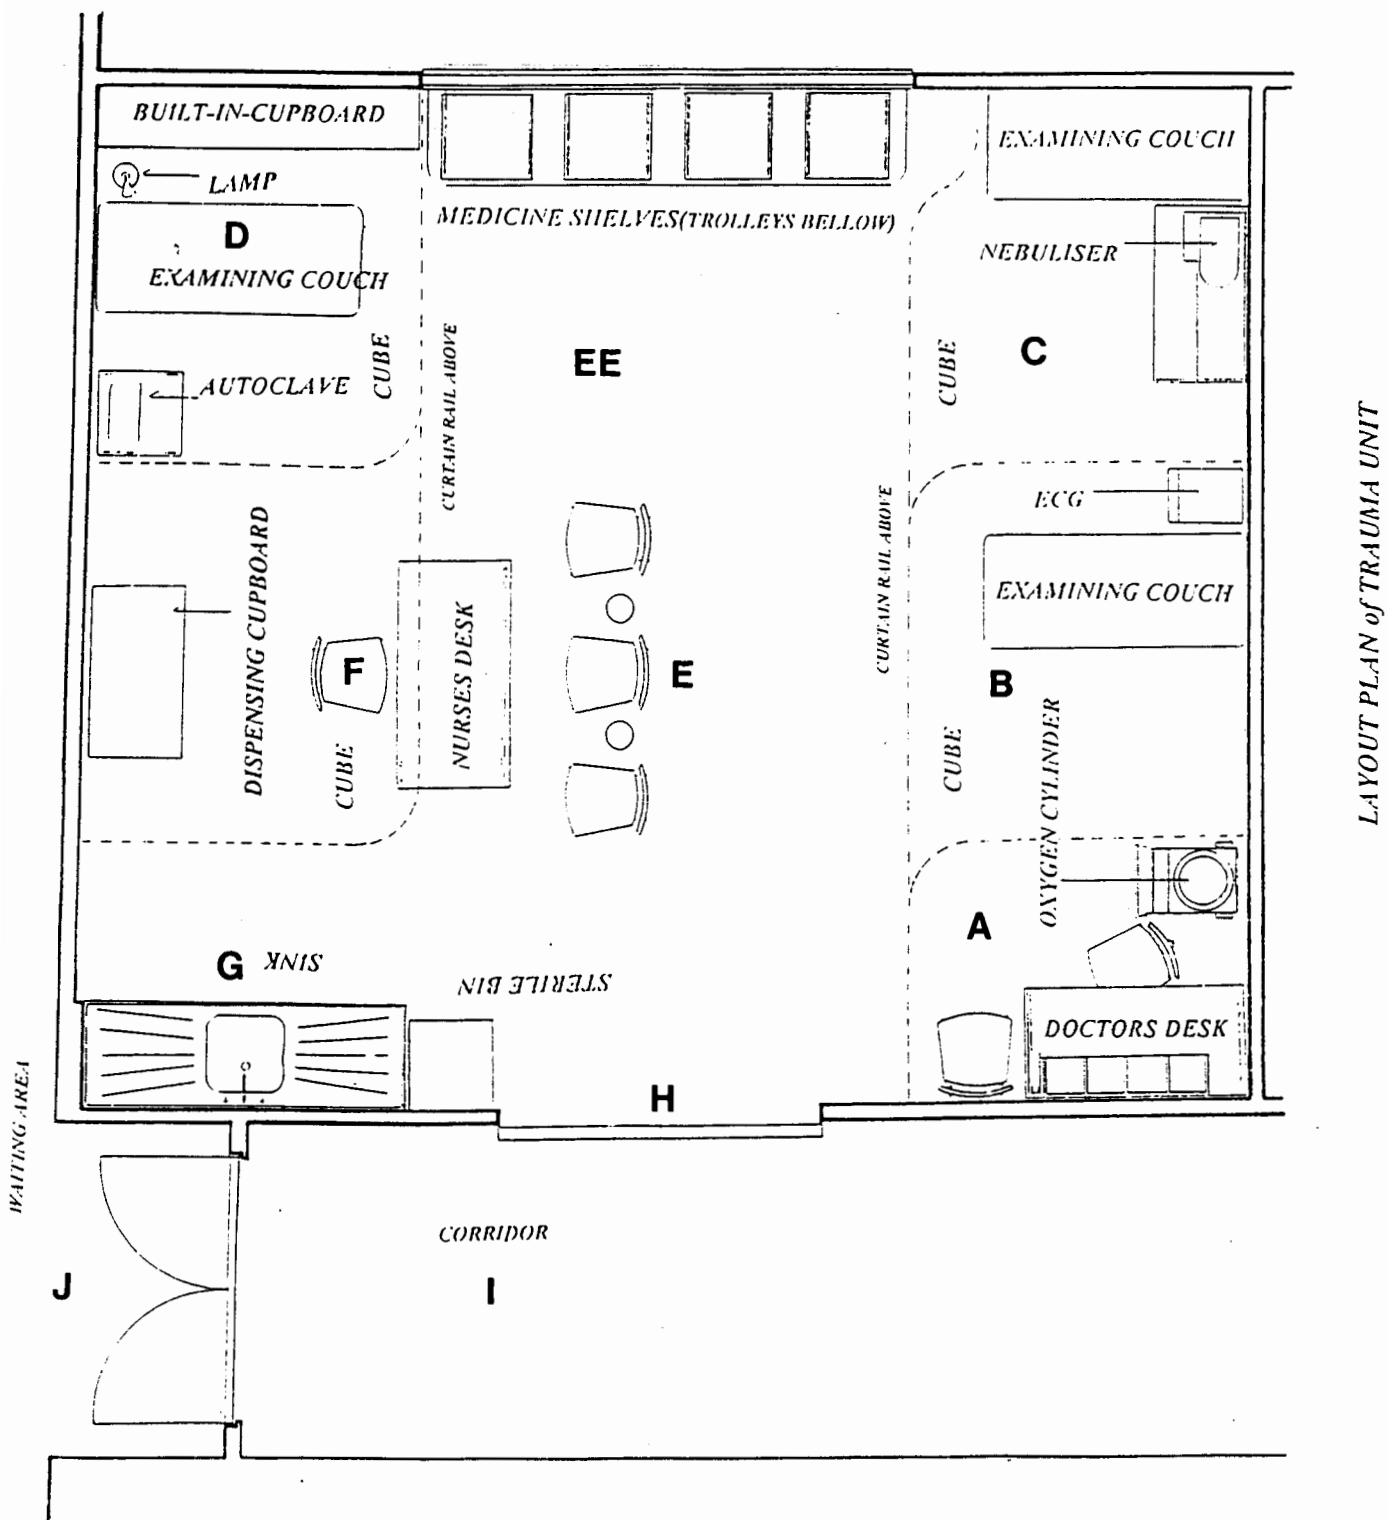 BUILT-IN-CUPBOARD
LAMP
D
EXAMINING COUCH
AUTOCLAVE
CUBE
CURTAIN RAIL ABOVE
MEDICINE SHELVES(TROLLEYS BELLOW)
EE
EXAMINING COUCH
NEBULISER
C
CUBE
ECG
EXAMINING COUCH
CURTAIN RAIL ABOVE
B
CUBE
OXYGEN CYLINDER
DISPENSING CUPBOARD
F
CUBE
NURSES DESK
E
A
DOCTORS DESK
G
SINK
STERILE BIN
H
WAITING AREA
J
CORRIDOR
I
LAYOUT PLAN of TRAUMA UNIT